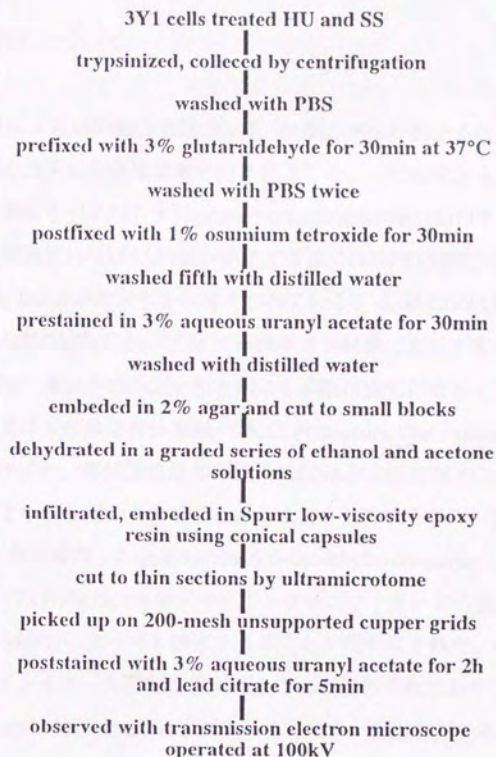 3Y1 cells treated HU and SS
trypsinized, colleced by centrifugation
washed with PBS
prefixed with 3% glutaraldehyde for 30min at 37°C
washed with PBS twice
postfixed with 1% osumium tetroxide for 30min
washed fifth with distilled water
prestained in 3% aqueous uranyl acetate for 30min
washed with distilled water
embeded in 2% agar and cut to small blocks
dehydrated in a graded series of ethanol and acetone
solutions
infiltrated, embeded in Spurr low-viscosity epoxy
resin using conical capsules
cut to thin sections by ultramicrotome
picked up on 200-mesh unsupported cupper grids
poststained with 3% aqueous uranyl acetate for 2h
and lead citrate for 5min
observed with transmission electron microscope
operated at 100kV